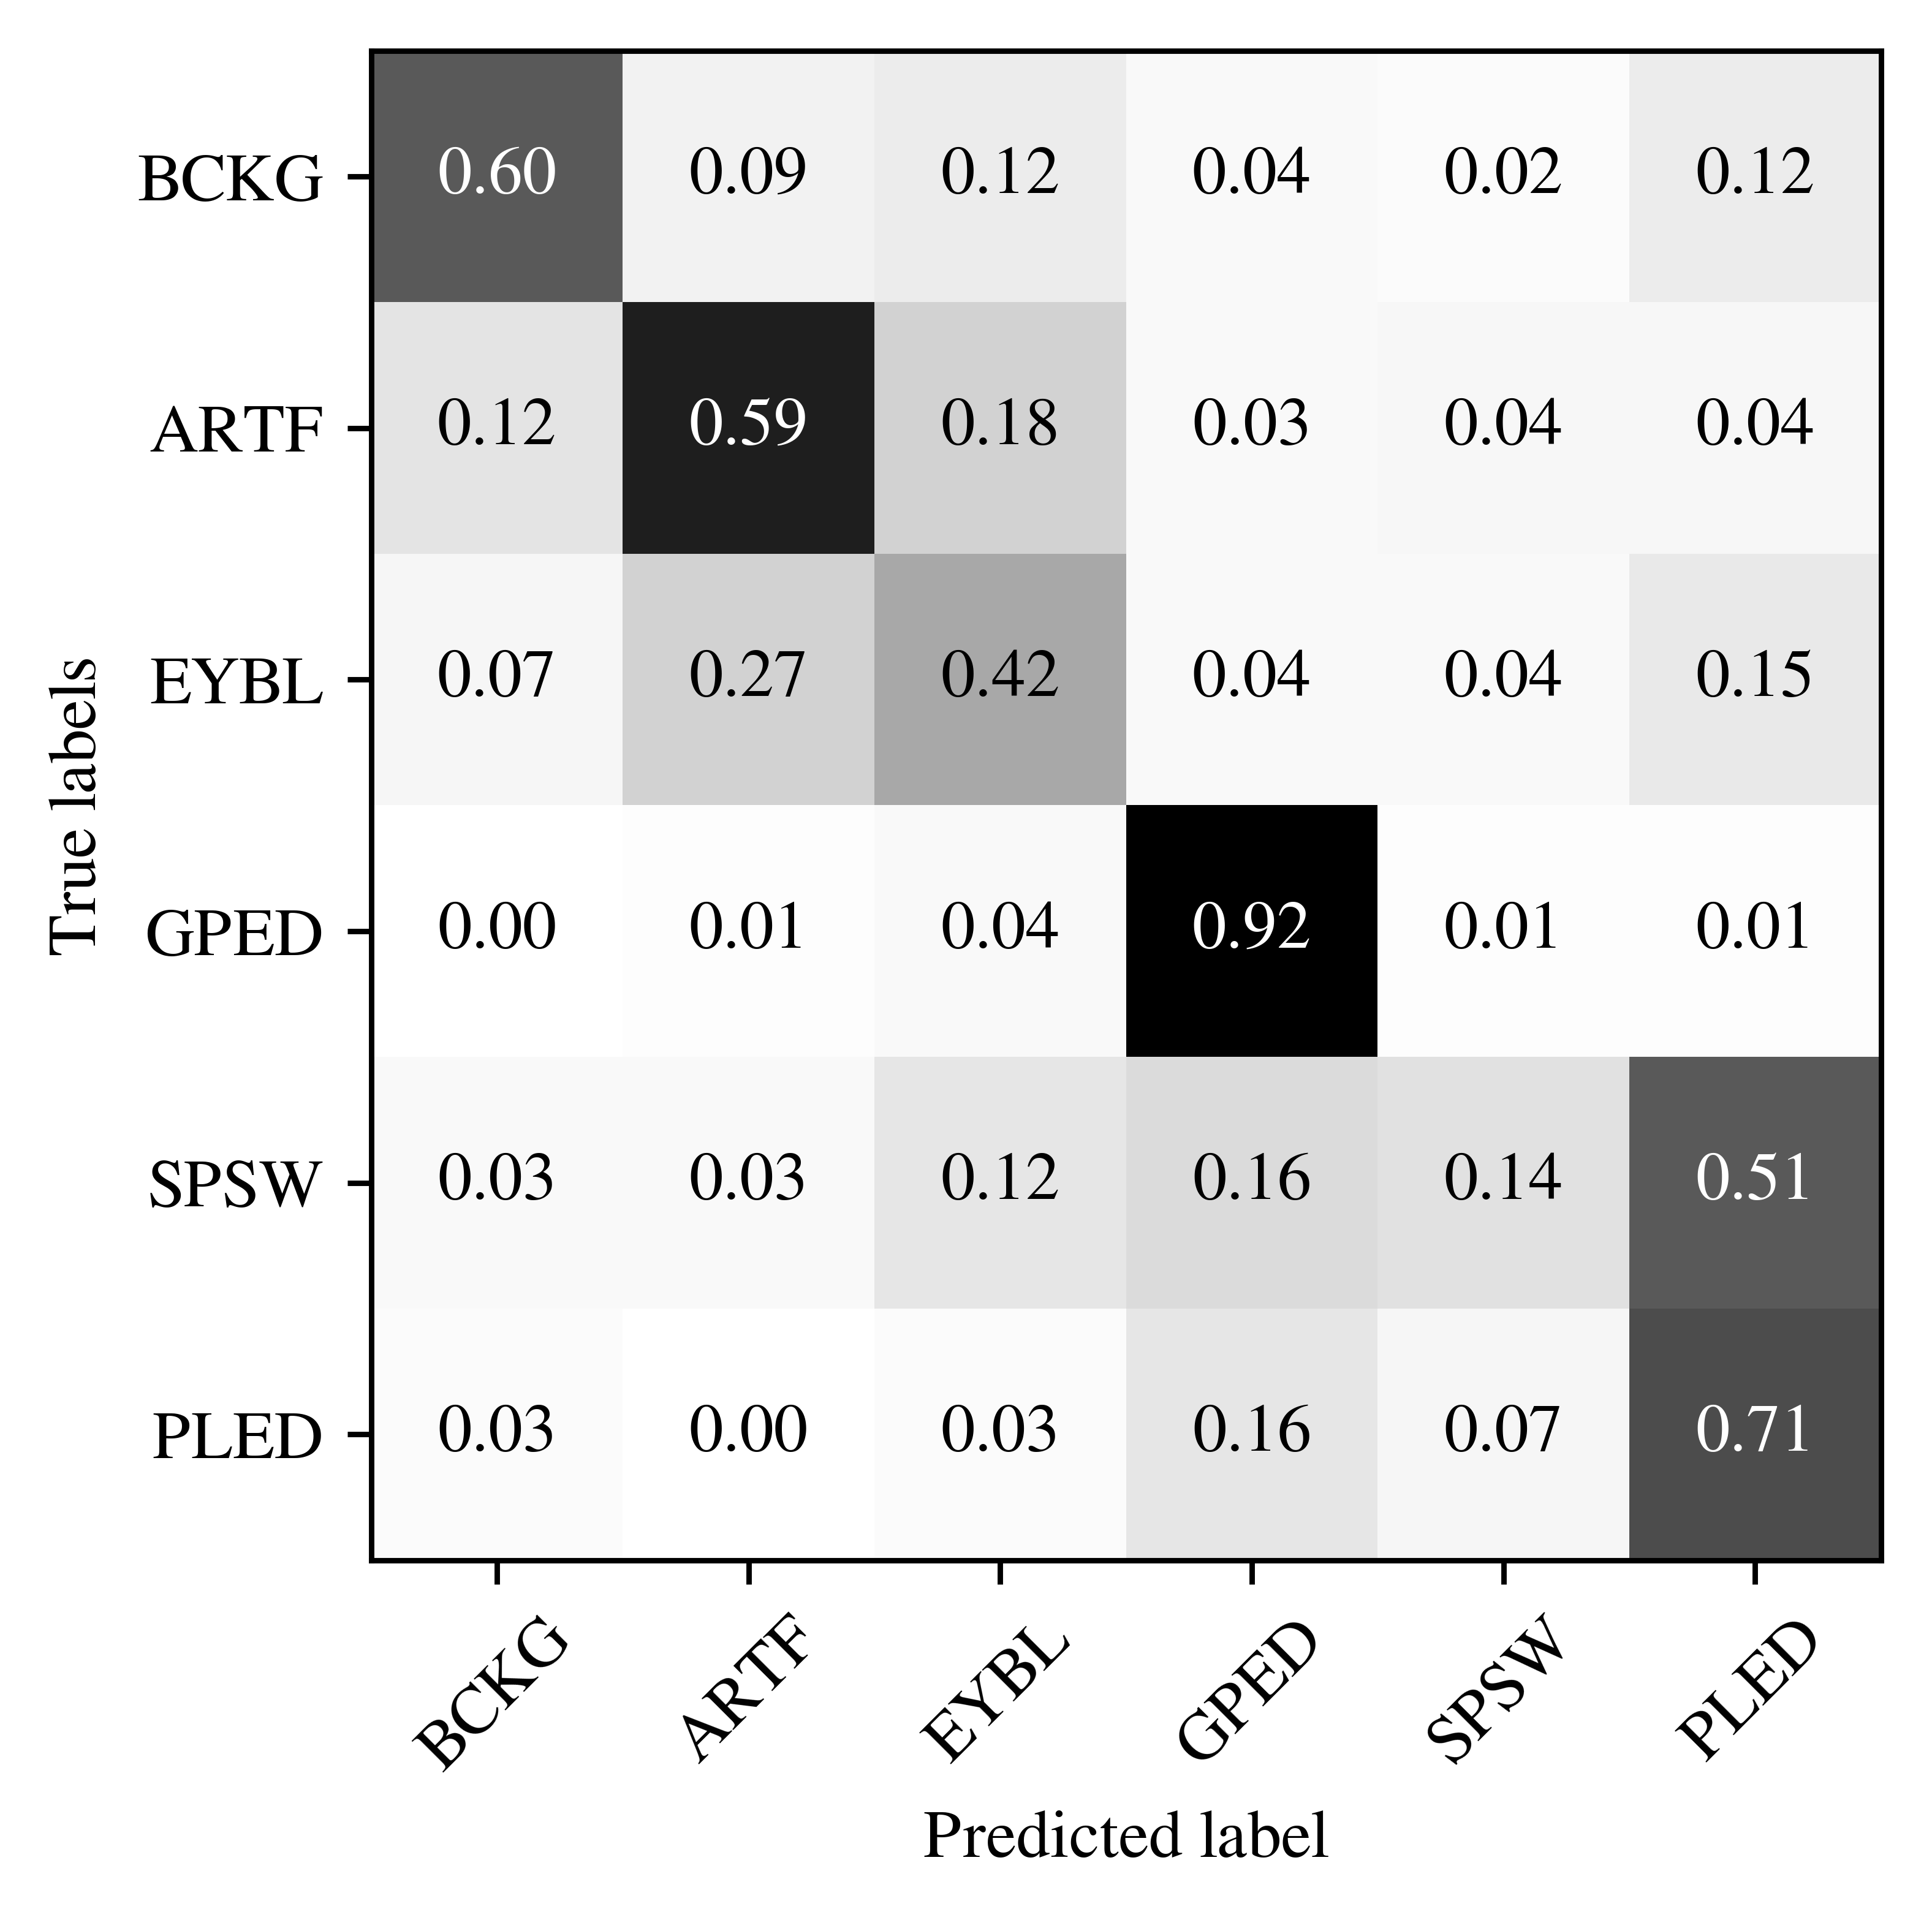 BCKG 0.60 0.09 0.12 0.04 0.02 0.12
ARTF 0.12 0.59 0.18 0.03 0.04 0.04
EYBL 0.07 0.27 0.42 0.04 0.04 0.15
GPED 0.00 0.01 0.04 0.92 0.01 0.01
SPSW 0.03 0.03 0.12 0.16 0.14 0.51
PLED 0.03 0.00 0.03 0.16 0.07 0.71
True labels
BCKG ARTF EYBL GPED SPSW PLED
Predicted label